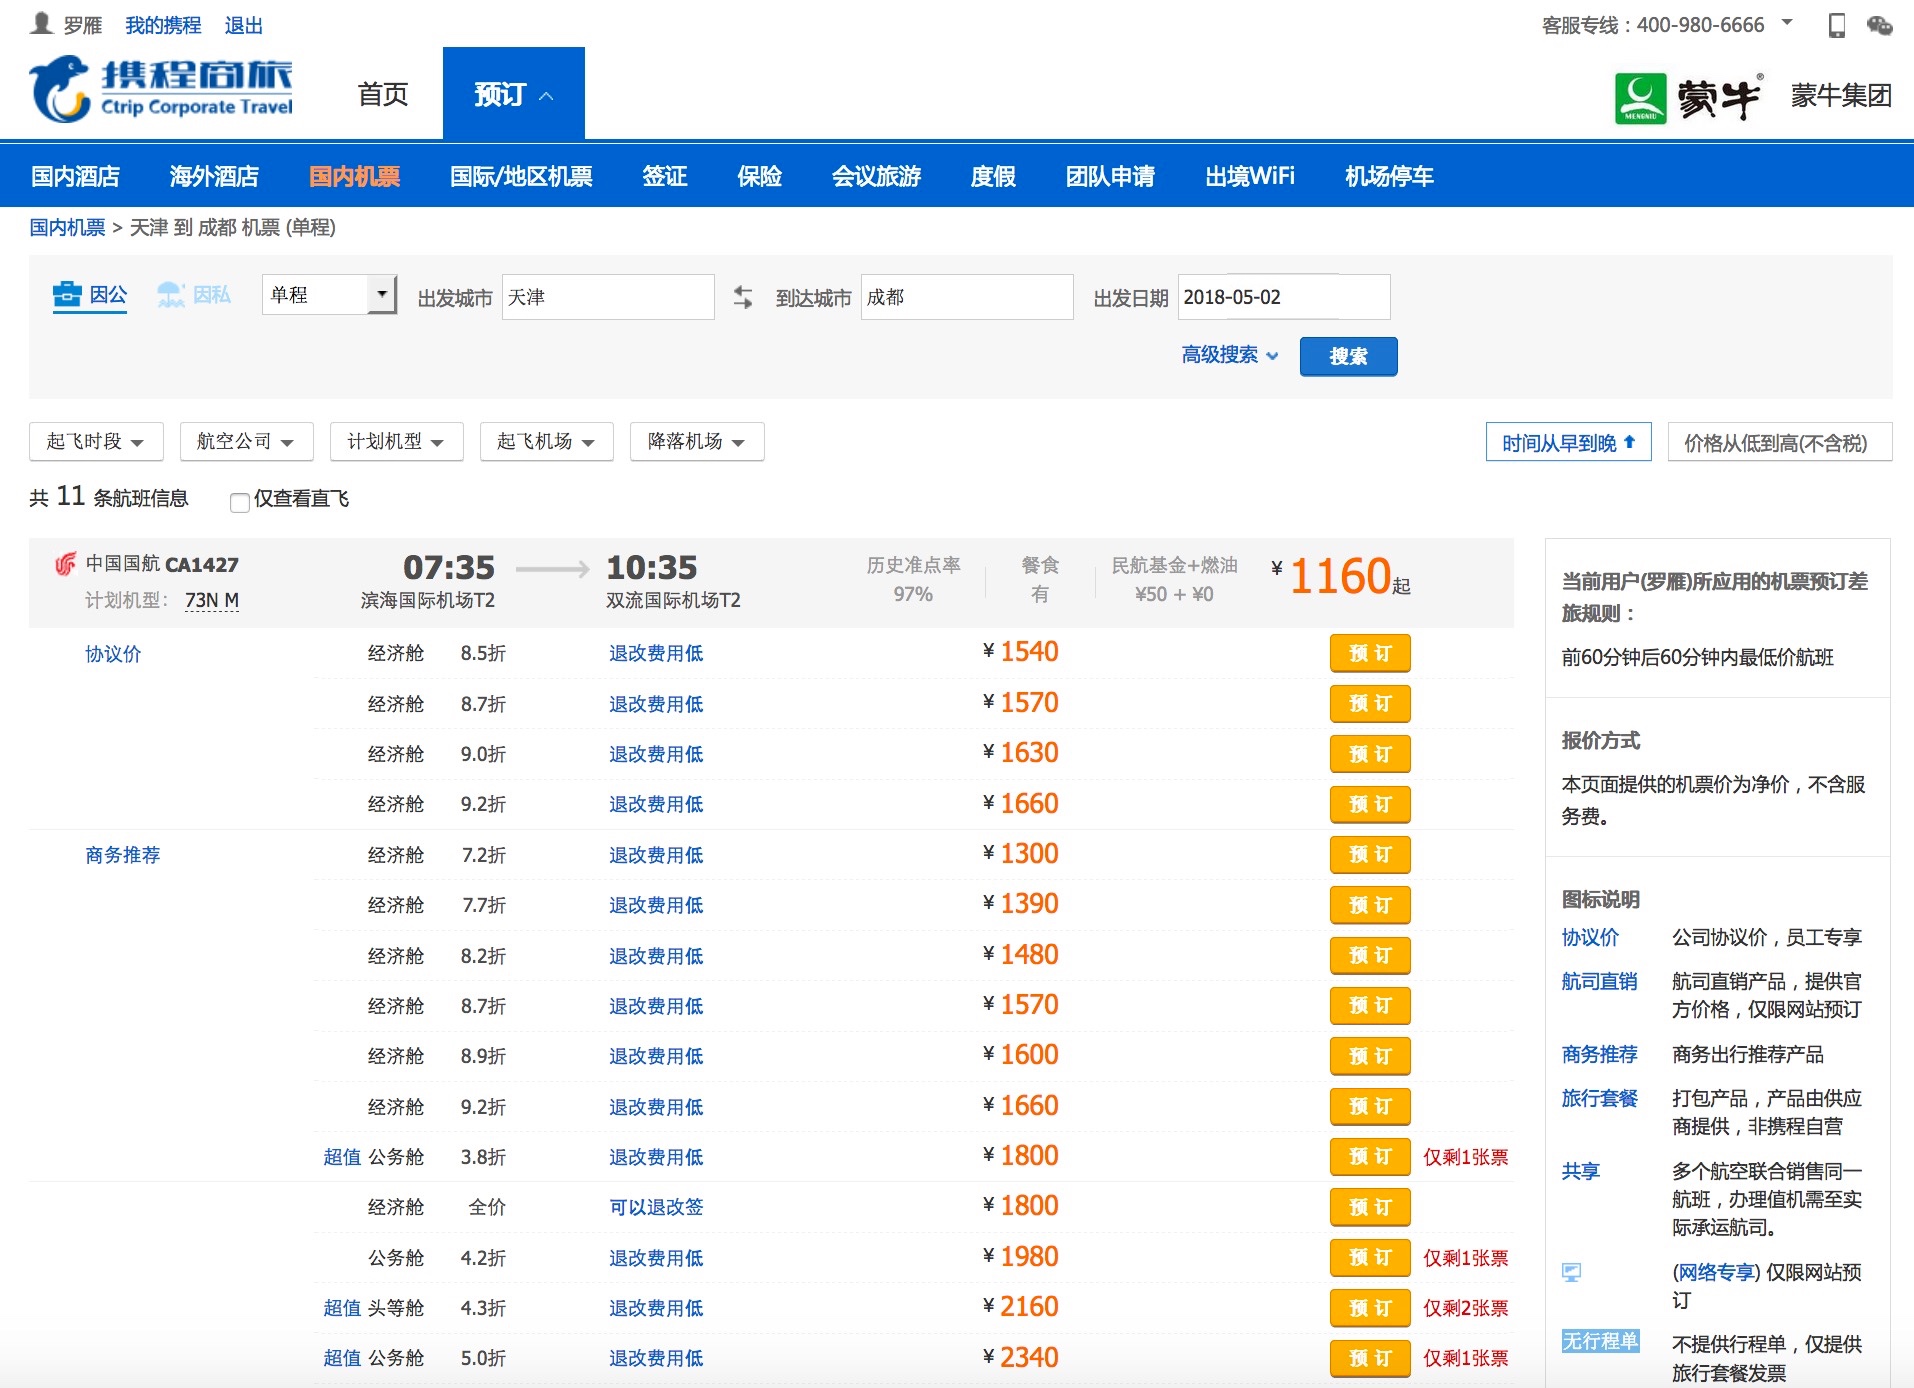 罗雁 我的携程 退出 客服专线：400-980-6666
携程商旅
Ctrip Corporate Travel
首页 预订
MENGNIU 蒙牛® 蒙牛集团
国内酒店 海外酒店 国内机票 国际/地区机票 签证 保险 会议旅游 度假 团队申请 出境WiFi 机场停车
国内机票 > 天津 到 成都 机票 (单程)
因公 因私 单程 出发城市 天津 到达城市 成都 出发日期 2018-05-02
高级搜索 搜索
起飞时段 航空公司 计划机型 起飞机场 降落机场 时间从早到晚 价格从低到高(不含税)
共 11 条航班信息 仅查看直飞
中国国航 CA1427 07:35 10:35 历史准点率 餐食 民航基金+燃油 ¥1160起
计划机型： 73N M 滨海国际机场T2 双流国际机场T2 97% 有 ¥50 + ¥0
协议价 经济舱 8.5折 退改费用低 ¥1540 预 订
经济舱 8.7折 退改费用低 ¥1570 预 订
经济舱 9.0折 退改费用低 ¥1630 预 订
经济舱 9.2折 退改费用低 ¥1660 预 订
商务推荐 经济舱 7.2折 退改费用低 ¥1300 预 订
经济舱 7.7折 退改费用低 ¥1390 预 订
经济舱 8.2折 退改费用低 ¥1480 预 订
经济舱 8.7折 退改费用低 ¥1570 预 订
经济舱 8.9折 退改费用低 ¥1600 预 订
经济舱 9.2折 退改费用低 ¥1660 预 订
超值 公务舱 3.8折 退改费用低 ¥1800 预 订 仅剩1张票
经济舱 全价 可以退改签 ¥1800 预 订
公务舱 4.2折 退改费用低 ¥1980 预 订 仅剩1张票
超值 头等舱 4.3折 退改费用低 ¥2160 预 订 仅剩2张票
超值 公务舱 5.0折 退改费用低 ¥2340 预 订 仅剩1张票
当前用户(罗雁)所应用的机票预订差
旅规则：
前60分钟后60分钟内最低价航班
报价方式
本页面提供的机票价为净价，不含服
务费。
图标说明
协议价 公司协议价，员工专享
航司直销 航司直销产品，提供官
方价格，仅限网站预订
商务推荐 商务出行推荐产品
旅行套餐 打包产品，产品由供应
商提供，非携程自营
共享 多个航空联合销售同一
航班，办理值机需至实
际承运航司。
(网络专享) 仅限网站预
订
无行程单 不提供行程单，仅提供
旅行套餐发票